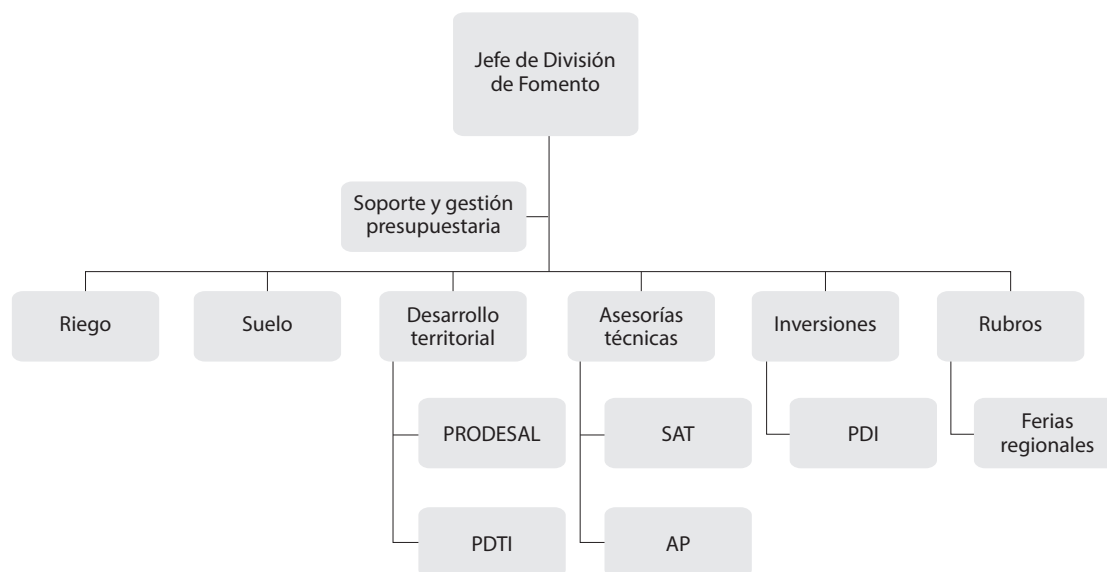 Jefe de División
de Fomento
Soporte y gestión
presupuestaria
Riego
Suelo
Desarrollo
territorial
Asesorías
técnicas
Inversiones
Rubros
PRODESAL
SAT
PDI
Ferias
regionales
PDTI
AP